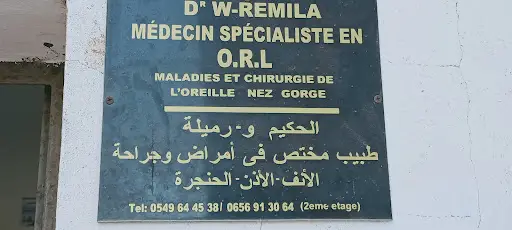 Dr W-REMILA
MÉDECIN SPÉCIALISTE EN
O.R.L
MALADIES ET CHIRURGIE DE
L'OREILLE NEZ GORGE
الحكيم و- رميلة
طبيب مختص في أمراض وجراحة
الأنف-الأذن-الحنجرة
Tel: 0549 64 45 38/ 0656 91 30 64 (2eme etage)